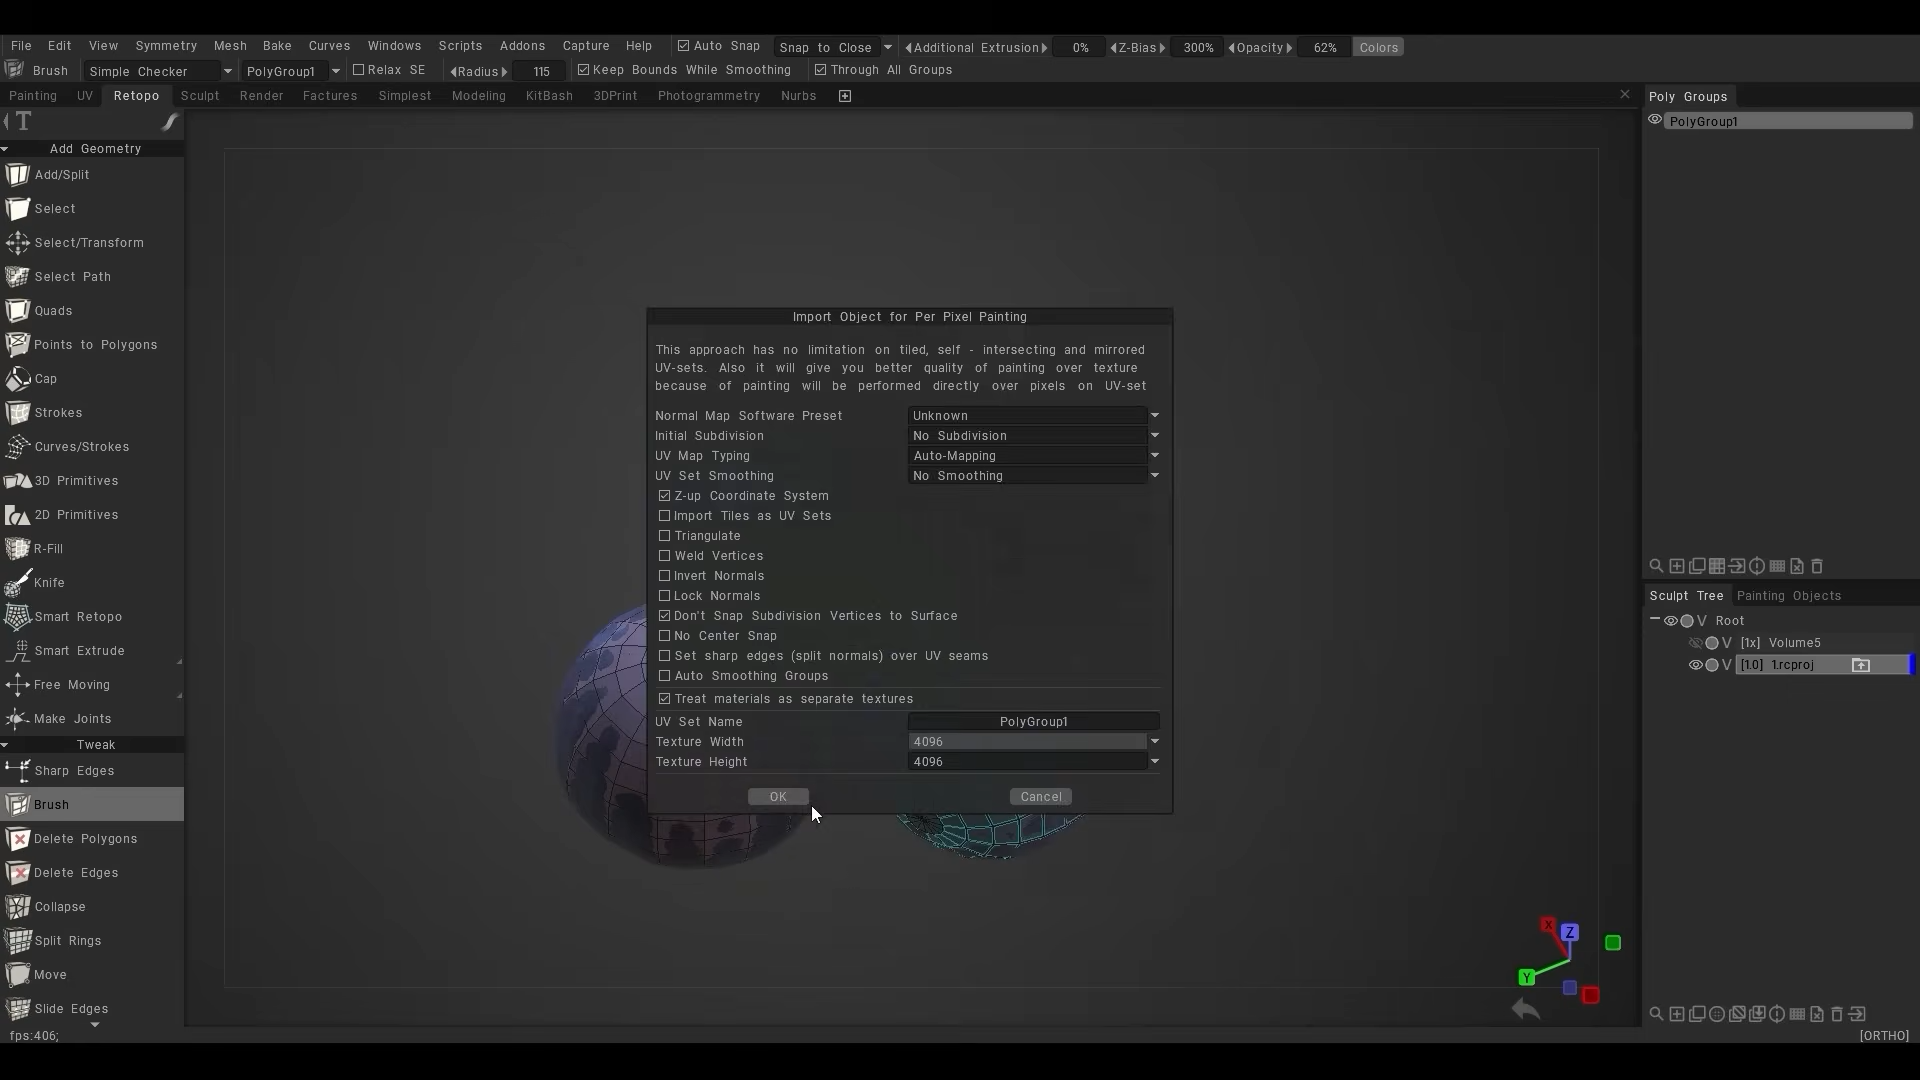 File Edit View Symmetry Mesh Bake Curves Windows Scripts Addons Capture Help Auto Snap Snap to Close Additional Extrusion 0% Z-Bias 300% Opacity 62% Colors
Brush Simple Checker PolyGroup1 Relax SE Radius 115 Keep Bounds While Smoothing Through All Groups
Painting UV Retopo Sculpt Render Factures Simplest Modeling KitBash 3DPrint Photogrammetry Nurbs
Poly Groups
PolyGroup1
T
Add Geometry
Add/Split
Select
Select/Transform
Select Path
Quads
Points to Polygons
Cap
Strokes
Curves/Strokes
3D Primitives
2D Primitives
R-Fill
Knife
Smart Retopo
Smart Extrude
Free Moving
Make Joints
Tweak
Sharp Edges
Brush
Delete Polygons
Delete Edges
Collapse
Split Rings
Move
Slide Edges
fps:406;
Import Object for Per Pixel Painting
This approach has no limitation on tiled, self - intersecting and mirrored
UV-sets. Also it will give you better quality of painting over texture
because of painting will be performed directly over pixels on UV-set
Normal Map Software Preset Unknown
Initial Subdivision No Subdivision
UV Map Typing Auto-Mapping
UV Set Smoothing No Smoothing
Z-up Coordinate System
Import Tiles as UV Sets
Triangulate
Weld Vertices
Invert Normals
Lock Normals
Don't Snap Subdivision Vertices to Surface
No Center Snap
Set sharp edges (split normals) over UV seams
Auto Smoothing Groups
Treat materials as separate textures
UV Set Name PolyGroup1
Texture Width 4096
Texture Height 4096
OK Cancel
Sculpt Tree Painting Objects
V Root
V [1x] Volume5
V [1.0] 1.rcproj
X
Z
Y
[ORTHO]